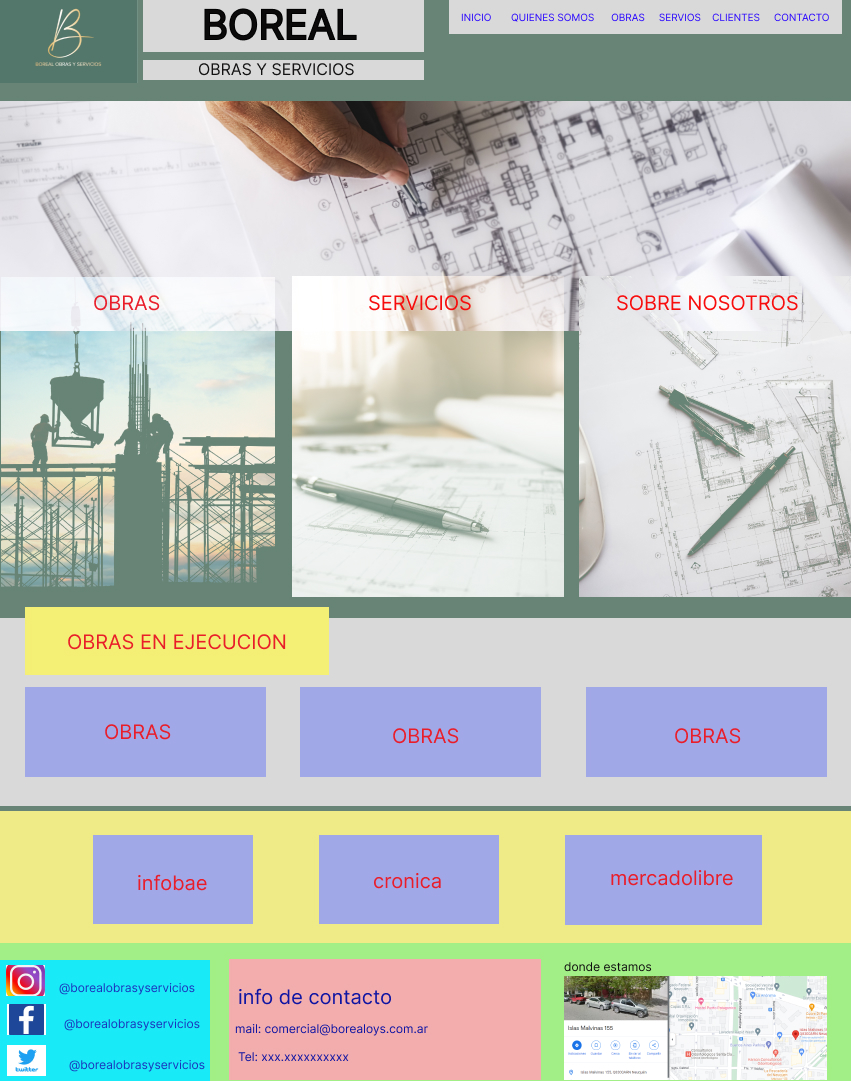 BOREAL OBRAS Y SERVICIOS
BOREAL
OBRAS Y SERVICIOS
INICIO QUIENES SOMOS OBRAS SERVIOS CLIENTES CONTACTO
OBRAS SERVICIOS SOBRE NOSOTROS
OBRAS EN EJECUCION
OBRAS OBRAS OBRAS
infobae cronica mercadolibre
@borealobrasyservicios
@borealobrasyservicios
twitter
@borealobrasyservicios
info de contacto
mail: comercial@borealoys.com.ar
Tel: xxx.xxxxxxxxxx
donde estamos
Islas Malvinas 155